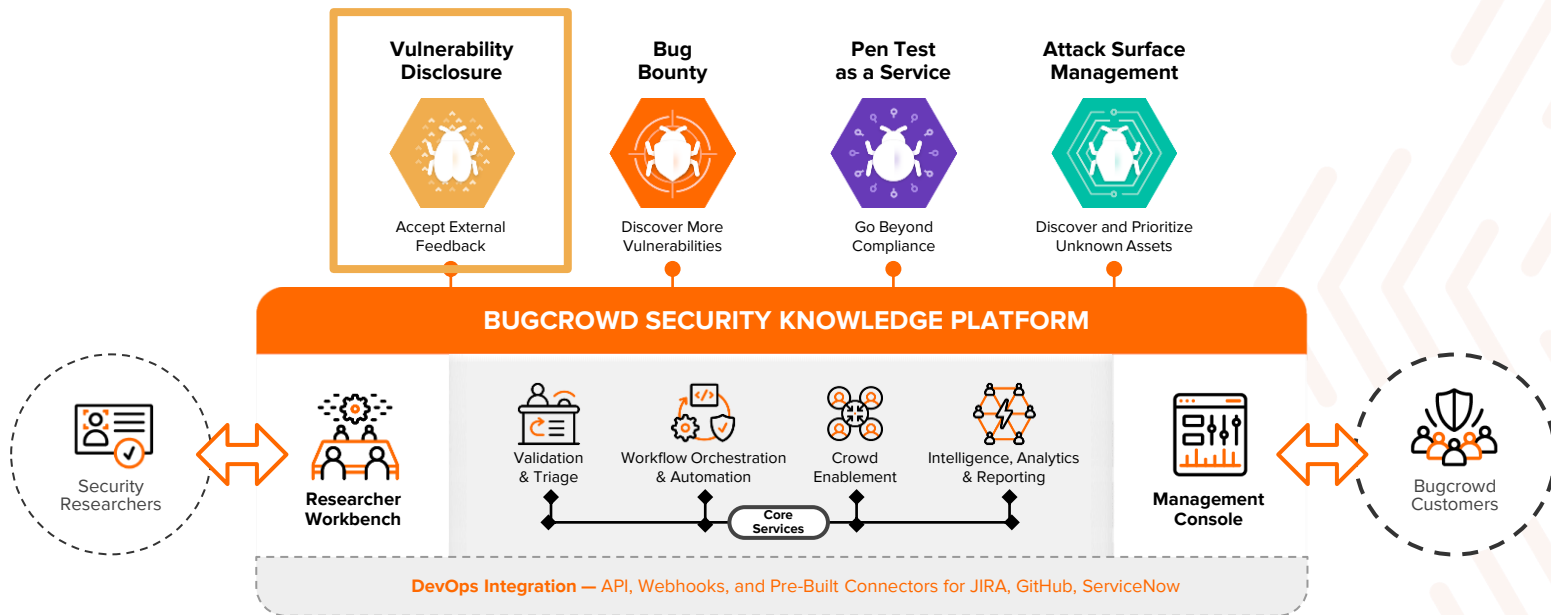 Vulnerability
Disclosure
Accept External
Feedback
Bug
Bounty
Discover More
Vulnerabilities
Pen Test
as a Service
Go Beyond
Compliance
Attack Surface
Management
Discover and Prioritize
Unknown Assets
BUGCROWD SECURITY KNOWLEDGE PLATFORM
Security
Researchers
Researcher
Workbench
Validation
& Triage
Workflow Orchestration
& Automation
Crowd
Enablement
Intelligence, Analytics
& Reporting
Core
Services
Management
Console
Bugcrowd
Customers
DevOps Integration — API, Webhooks, and Pre-Built Connectors for JIRA, GitHub, ServiceNow